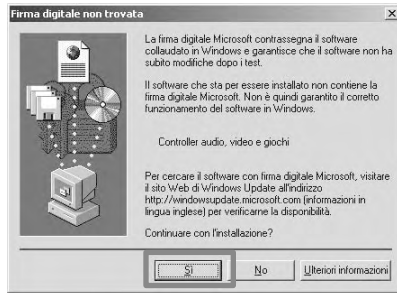 Firma digitale non trovata
La firma digitale Microsoft contrassegna il software
collaudato in Windows e garantisce che il software non ha
subito modifiche dopo i test.
Il software che sta per essere installato non contiene la
firma digitale Microsoft. Non è quindi garantito il corretto
funzionamento del software in Windows.
Controller audio, video e giochi
Per cercare il software con firma digitale Microsoft, visitare
il sito Web di Windows Update all'indirizzo
http://windowsupdate.microsoft.com (informazioni in
lingua inglese) per verificarne la disponibilità.
Continuare con l'installazione?
Sì No Ulteriori informazioni